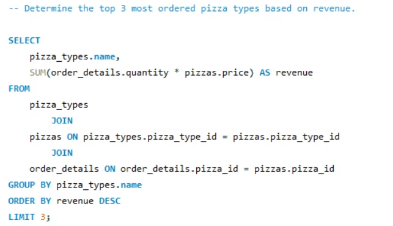 -- Determine the top 3 most ordered pizza types based on revenue.
SELECT
pizza_types.name,
SUM(order_details.quantity * pizzas.price) AS revenue
FROM
pizza_types
JOIN
pizzas ON pizza_types.pizza_type_id = pizzas.pizza_type_id
JOIN
order_details ON order_details.pizza_id = pizzas.pizza_id
GROUP BY pizza_types.name
ORDER BY revenue DESC
LIMIT 3;